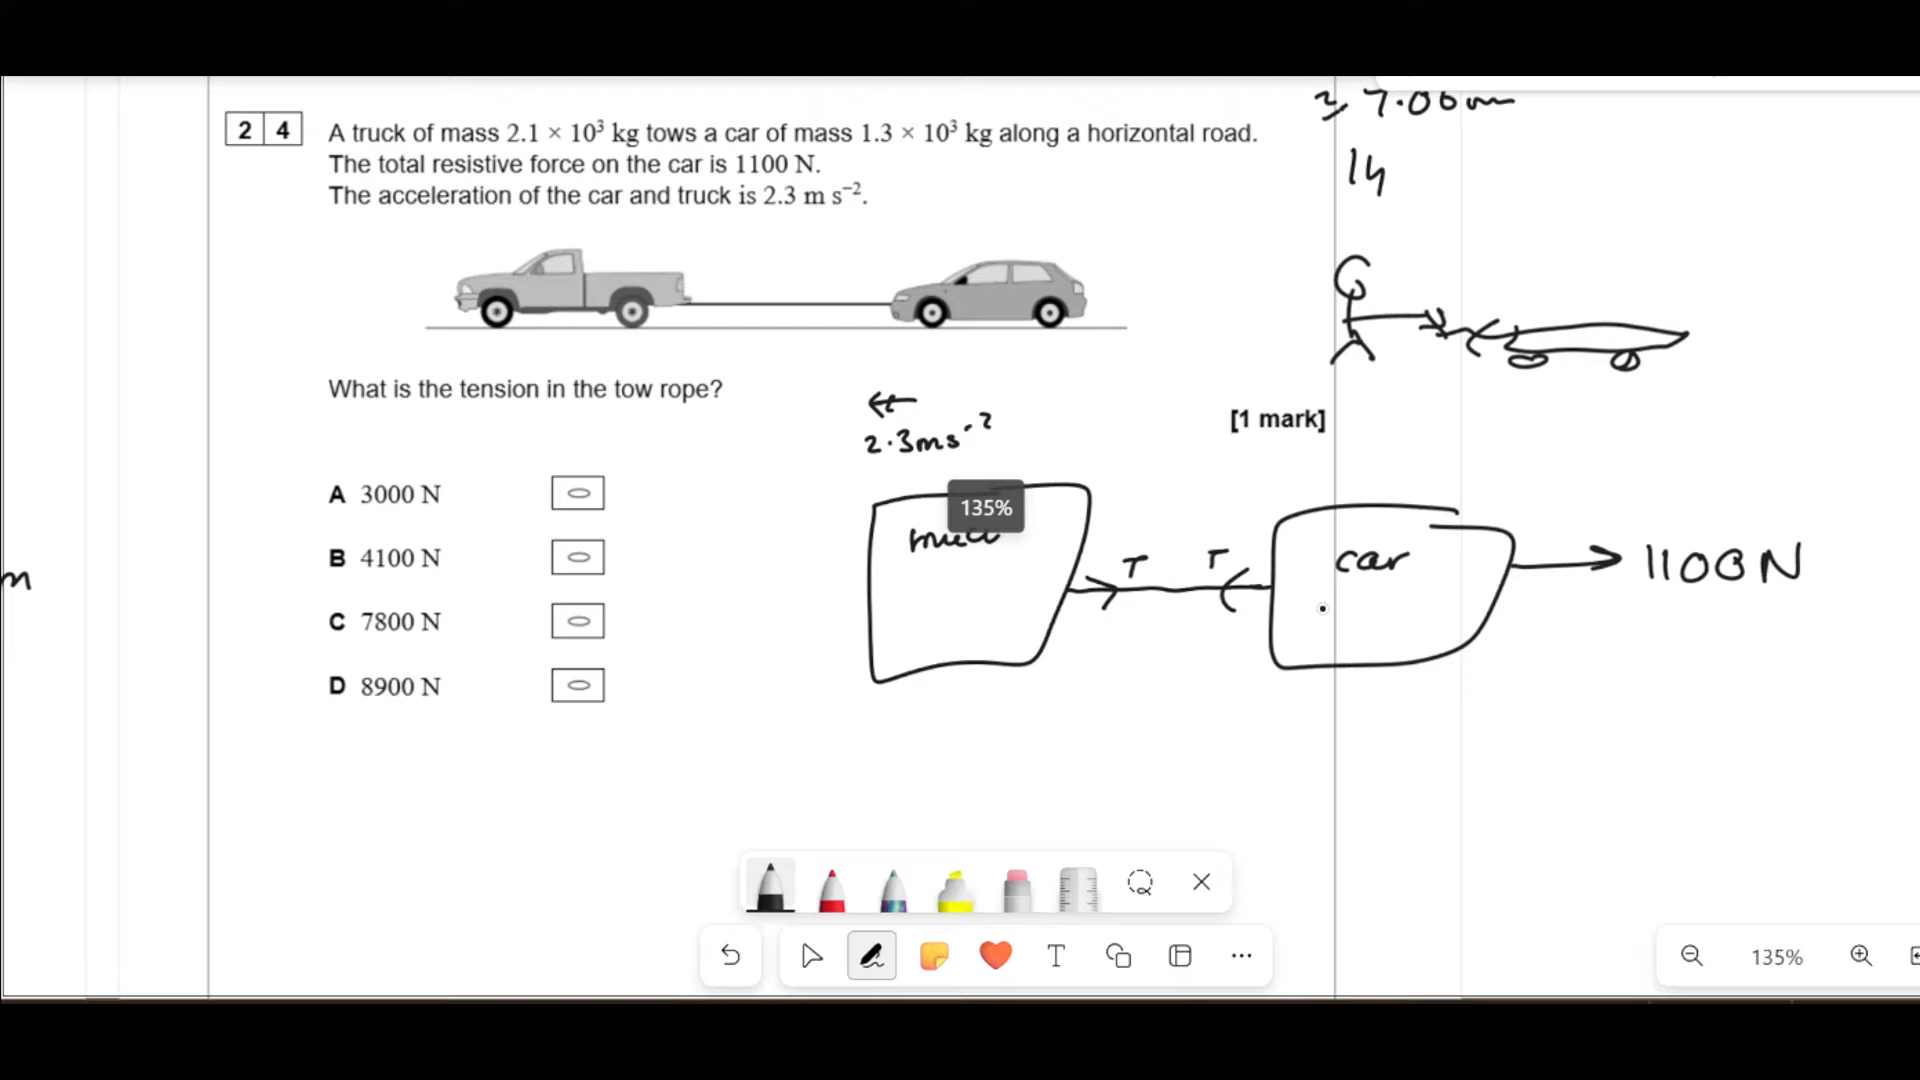 2 4 A truck of mass 2.1 × 10³ kg tows a car of mass 1.3 × 10³ kg along a horizontal road.
The total resistive force on the car is 1100 N.
The acceleration of the car and truck is 2.3 m s⁻².
7.06m
14
What is the tension in the tow rope?
[1 mark]
2.3ms⁻²
A 3000 N
B 4100 N
C 7800 N
D 8900 N
135%
truck
T T
car
1100N
m
T
135%